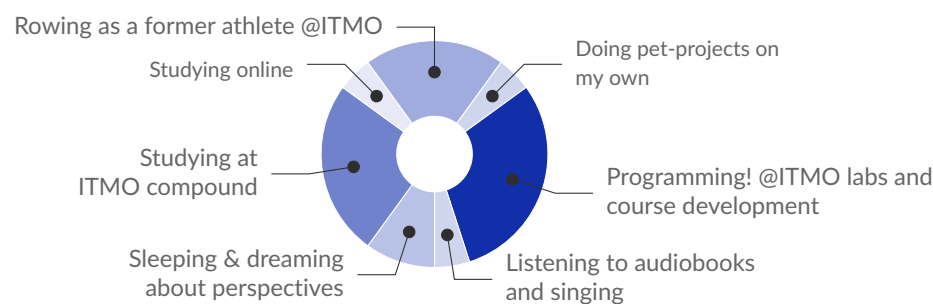 Rowing as a former athlete @ITMO
Doing pet-projects on
my own
Studying online
Studying at
ITMO compound
Programming! @ITMO labs and
course development
Sleeping & dreaming
about perspectives
Listening to audiobooks
and singing